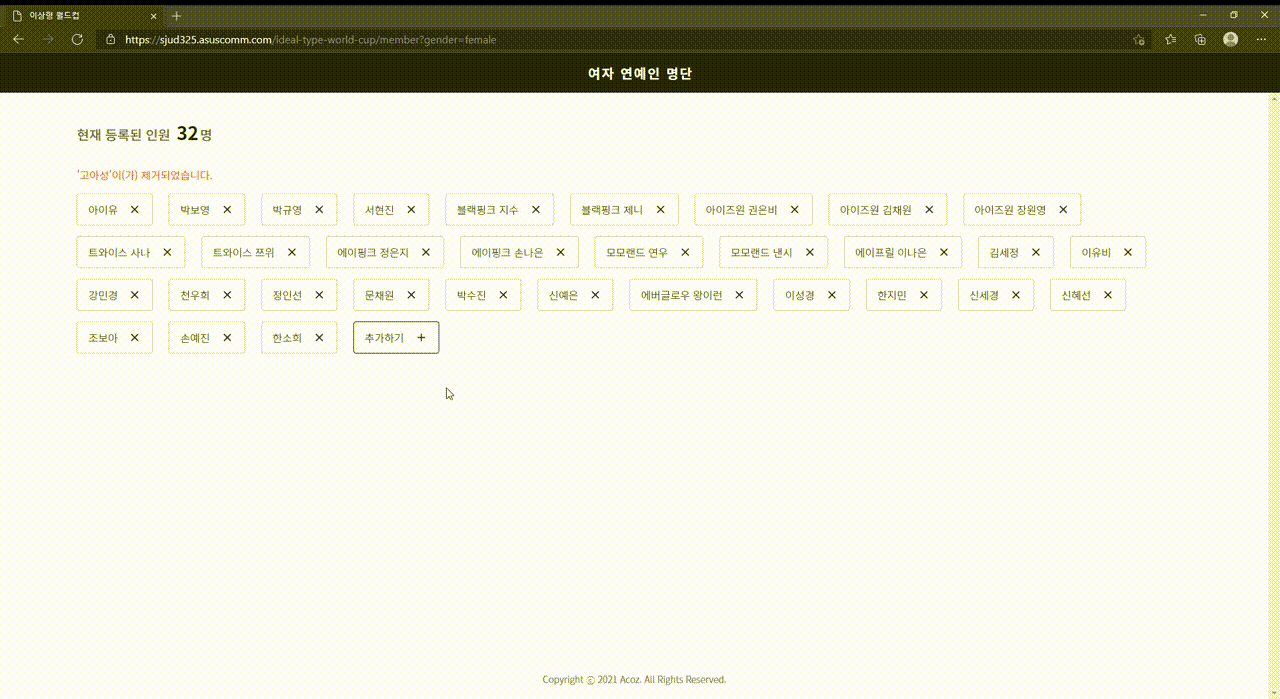 이상형 월드컵
https://sjud325.asuscomm.com/ideal-type-world-cup/member?gender=female
여자 연예인 명단
현재 등록된 인원 32명
'고아성'이(가) 제거되었습니다.
아이유 × 박보영 × 박규영 × 서현진 × 블랙핑크 지수 × 블랙핑크 제니 × 아이즈원 권은비 × 아이즈원 김채원 × 아이즈원 장원영 ×
트와이스 사나 × 트와이스 쯔위 × 에이핑크 정은지 × 에이핑크 손나은 × 모모랜드 연우 × 모모랜드 낸시 × 에이프릴 이나은 × 김세정 × 이유비 ×
강민경 × 천우희 × 정인선 × 문채원 × 박수진 × 신예은 × 에버글로우 왕이런 × 이성경 × 한지민 × 신세경 × 신혜선 ×
조보아 × 손예진 × 한소희 × 추가하기 +
Copyright ⓒ 2021 Acoz. All Rights Reserved.